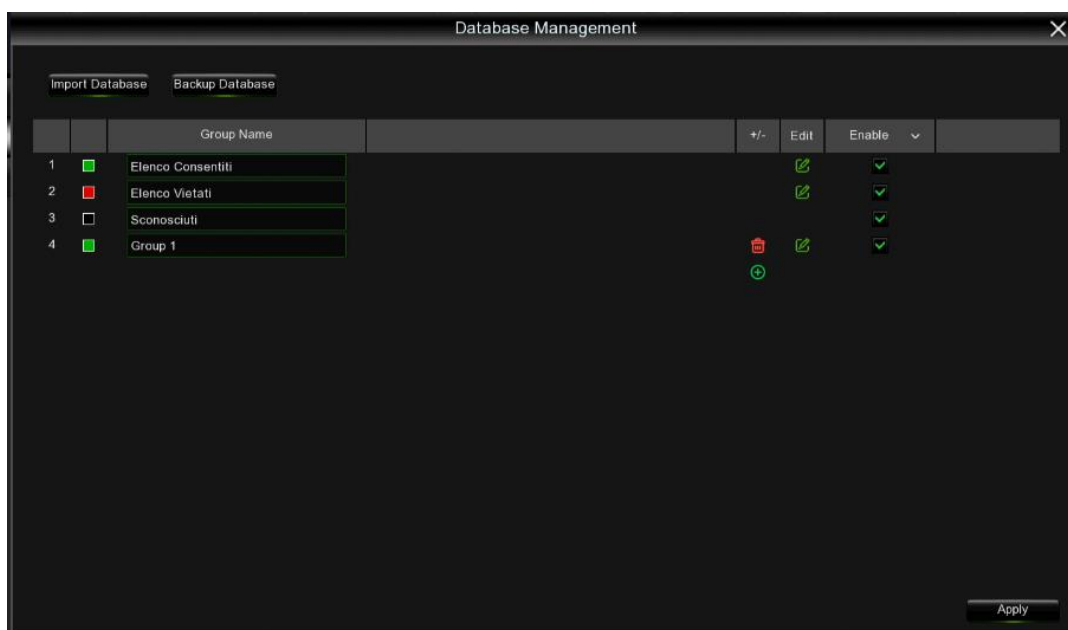 Database Management
Import Database Backup Database
Group Name +/- Edit Enable
1 Elenco Consentiti
2 Elenco Vietati
3 Sconosciuti
4 Group 1
Apply